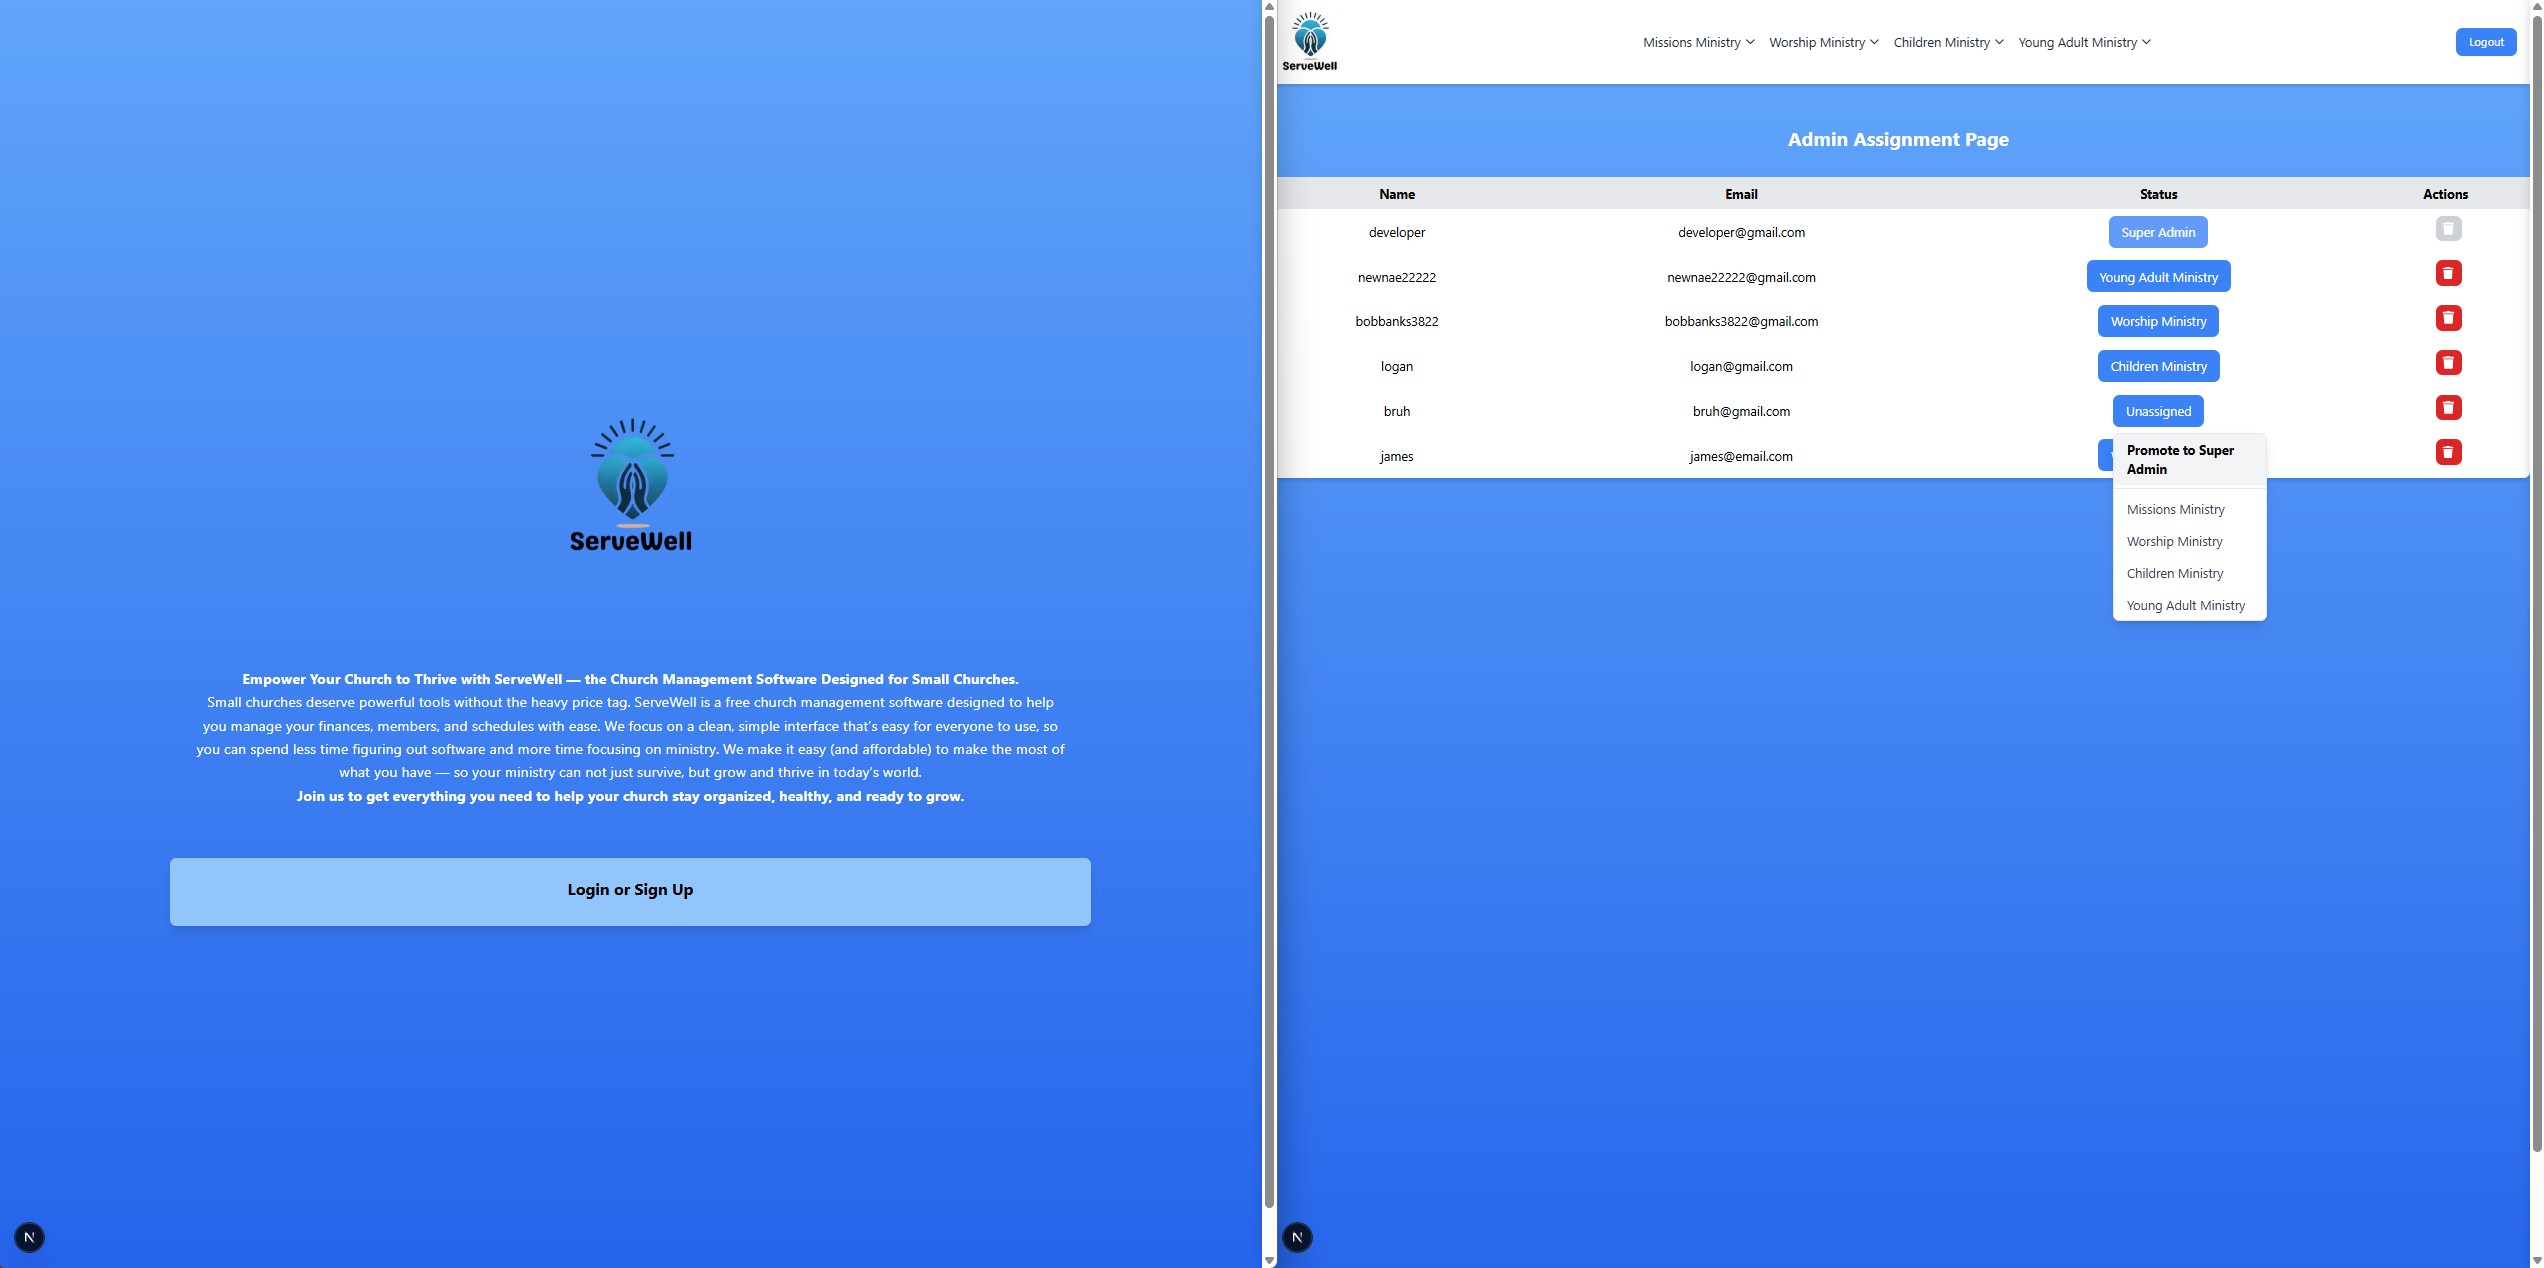 ServeWell
Empower Your Church to Thrive with ServeWell — the Church Management Software Designed for Small Churches.
Small churches deserve powerful tools without the heavy price tag. ServeWell is a free church management software designed to help
you manage your finances, members, and schedules with ease. We focus on a clean, simple interface that’s easy for everyone to use, so
you can spend less time figuring out software and more time focusing on ministry. We make it easy (and affordable) to make the most of
what you have — so your ministry can not just survive, but grow and thrive in today’s world.
Join us to get everything you need to help your church stay organized, healthy, and ready to grow.
Login or Sign Up
N
ServeWell
Missions Ministry Worship Ministry Children Ministry Young Adult Ministry
Logout
Admin Assignment Page
Name Email Status Actions
developer developer@gmail.com Super Admin
newnae22222 newnae22222@gmail.com Young Adult Ministry
bobbanks3822 bobbanks3822@gmail.com Worship Ministry
logan logan@gmail.com Children Ministry
bruh bruh@gmail.com Unassigned
james james@email.com
Promote to Super
Admin
Missions Ministry
Worship Ministry
Children Ministry
Young Adult Ministry
N